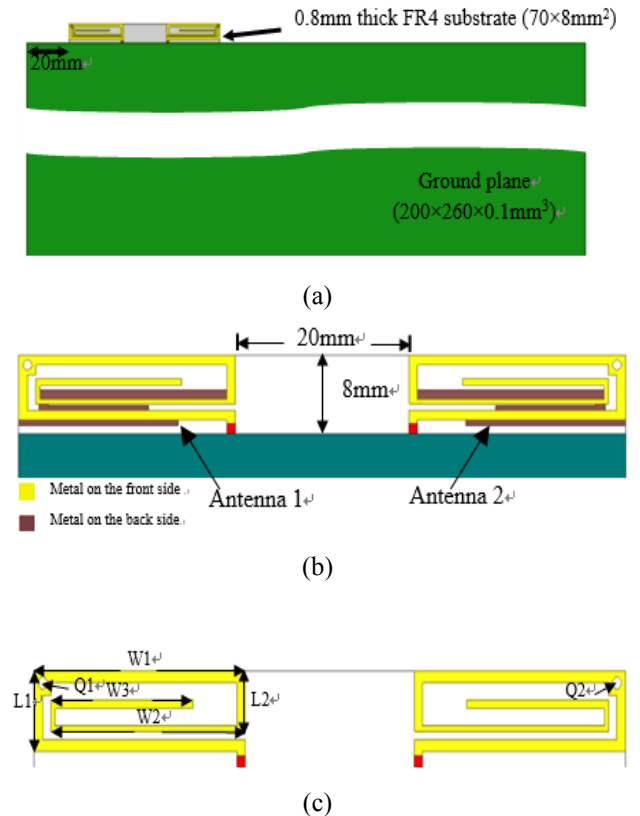 0.8mm thick FR4 substrate (70×8mm²)
20mm↵
Ground plane↵
(200×260×0.1mm³)↵
(a)
20mm↵
8mm↵
Metal on the front side↵
Antenna 1↵
Antenna 2↵
Metal on the back side↵
(b)
W1↵
Q1↵
Q2↵
W3↵
L1↵
L2↵
W2↵
(c)